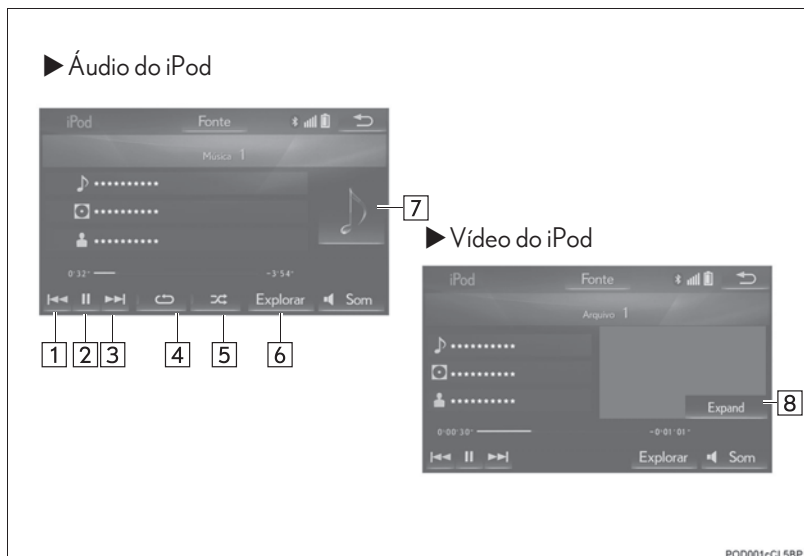 ▶ Áudio do iPod
iPod Fonte
Musica 1
0'32" -3'54"
Explorar Som
1 2 3 4 5 6
7
▶ Vídeo do iPod
iPod Fonte
Arquivo 1
Expand
8
0:00'30" -0:01'01"
Explorar Som
POD001cCL5BP